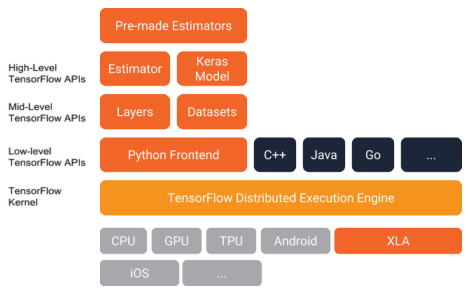 Pre-made Estimators
High-Level
TensorFlow APIs
Estimator
Keras
Model
Mid-Level
TensorFlow APIs
Layers
Datasets
Low-level
TensorFlow APIs
Python Frontend
C++
Java
Go
...
TensorFlow
Kernel
TensorFlow Distributed Execution Engine
CPU
GPU
TPU
Android
XLA
iOS
...